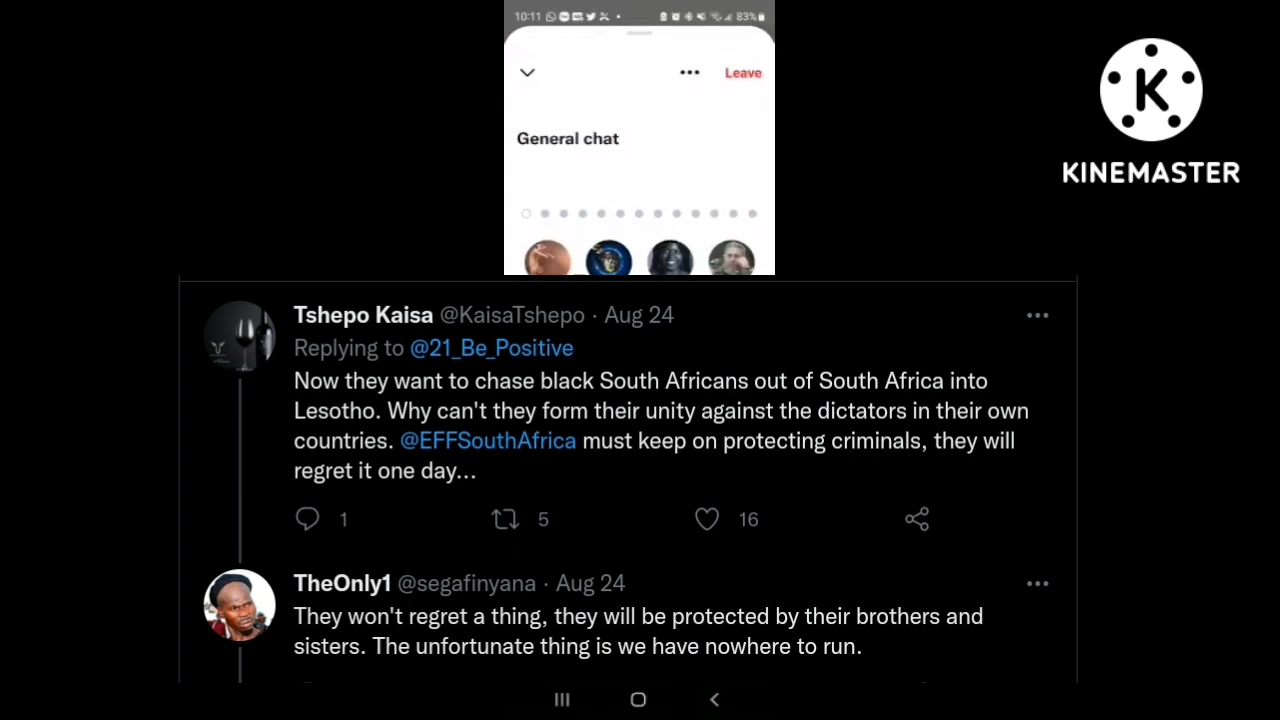 10:11
83%
Leave
General chat
K
KINEMASTER
Tshepo Kaisa @KaisaTshepo · Aug 24
Replying to @21_Be_Positive
Now they want to chase black South Africans out of South Africa into
Lesotho. Why can't they form their unity against the dictators in their own
countries. @EFFSouthAfrica must keep on protecting criminals, they will
regret it one day...
1 5 16
TheOnly1 @segafinyana · Aug 24
They won't regret a thing, they will be protected by their brothers and
sisters. The unfortunate thing is we have nowhere to run.